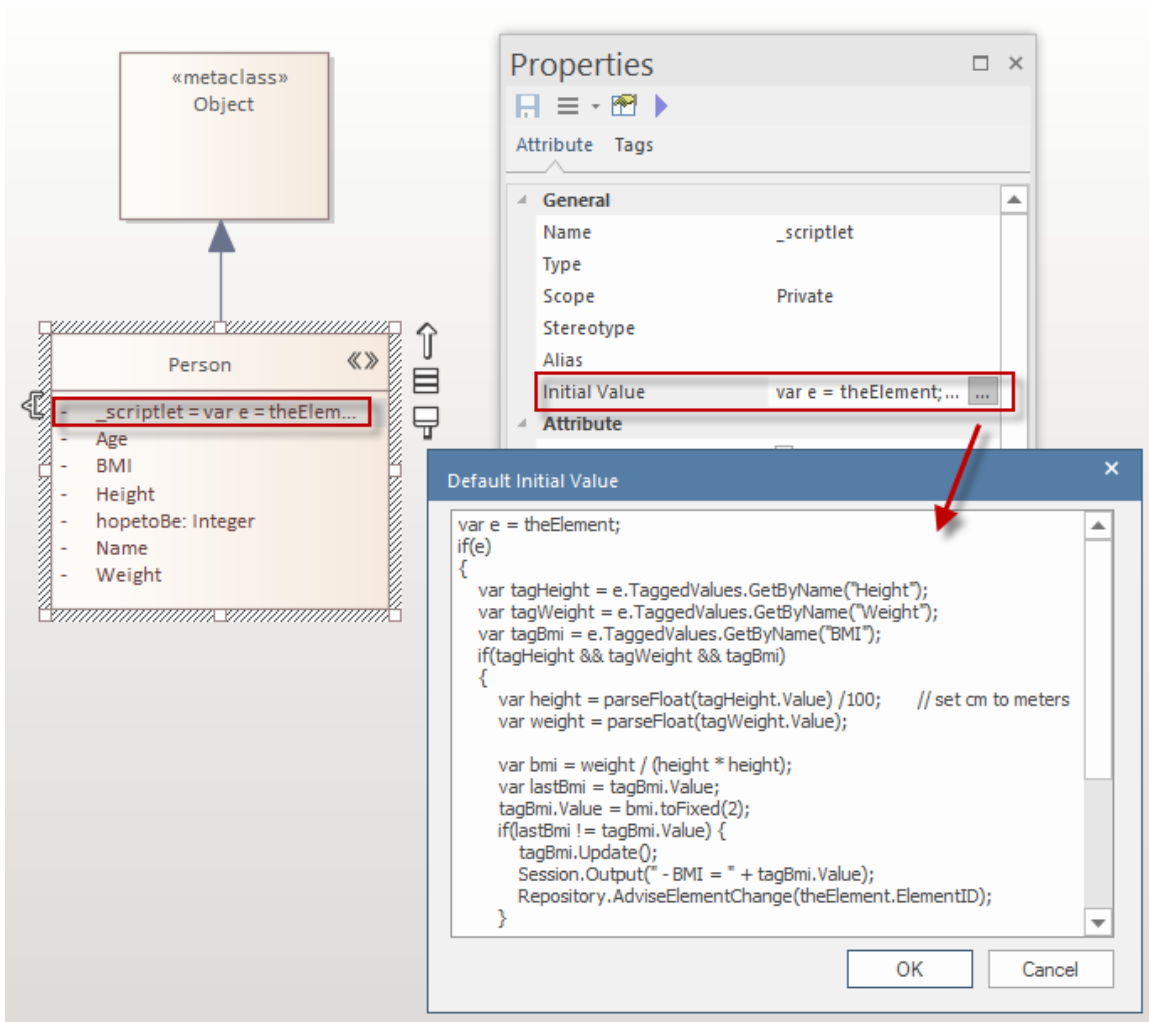 «metaclass»
Object
Person
«»
- _scriptlet = var e = theElem...
- Age
- BMI
- Height
- hopetoBe: Integer
- Name
- Weight
Properties
Attribute Tags
General
Name _scriptlet
Type
Scope Private
Stereotype
Alias
Initial Value var e = theElement;... ...
Attribute
Default Initial Value
var e = theElement;
if(e)
{
var tagHeight = e.TaggedValues.GetByName("Height");
var tagWeight = e.TaggedValues.GetByName("Weight");
var tagBmi = e.TaggedValues.GetByName("BMI");
if(tagHeight && tagWeight && tagBmi)
{
var height = parseFloat(tagHeight.Value) /100; // set cm to meters
var weight = parseFloat(tagWeight.Value);
var bmi = weight / (height * height);
var lastBmi = tagBmi.Value;
tagBmi.Value = bmi.toFixed(2);
if(lastBmi != tagBmi.Value) {
tagBmi.Update();
Session.Output(" - BMI = " + tagBmi.Value);
Repository.AdviseElementChange(theElement.ElementID);
}
OK Cancel